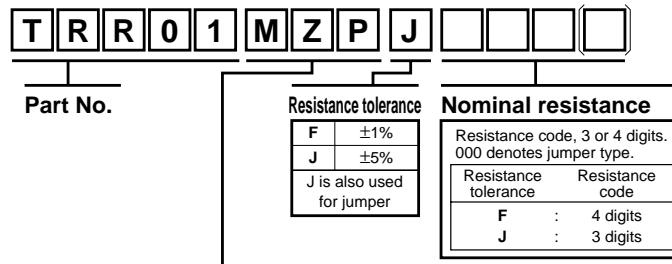 T R R 0 1 M Z P J
Part No.
Resistance tolerance
F ±1%
J ±5%
J is also used
for jumper
Nominal resistance
Resistance code, 3 or 4 digits.
000 denotes jumper type.
Resistance tolerance Resistance code
F : 4 digits
J : 3 digits